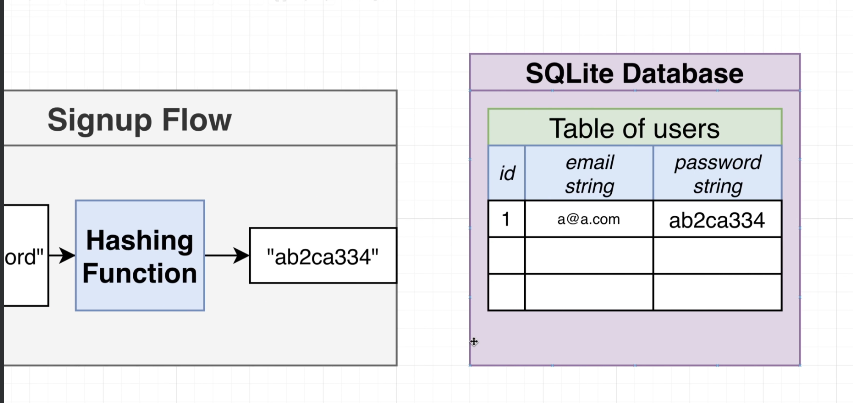 Signup Flow
ord"
Hashing
Function
"ab2ca334"
SQLite Database
Table of users
id
email
string
password
string
1
a@a.com
ab2ca334